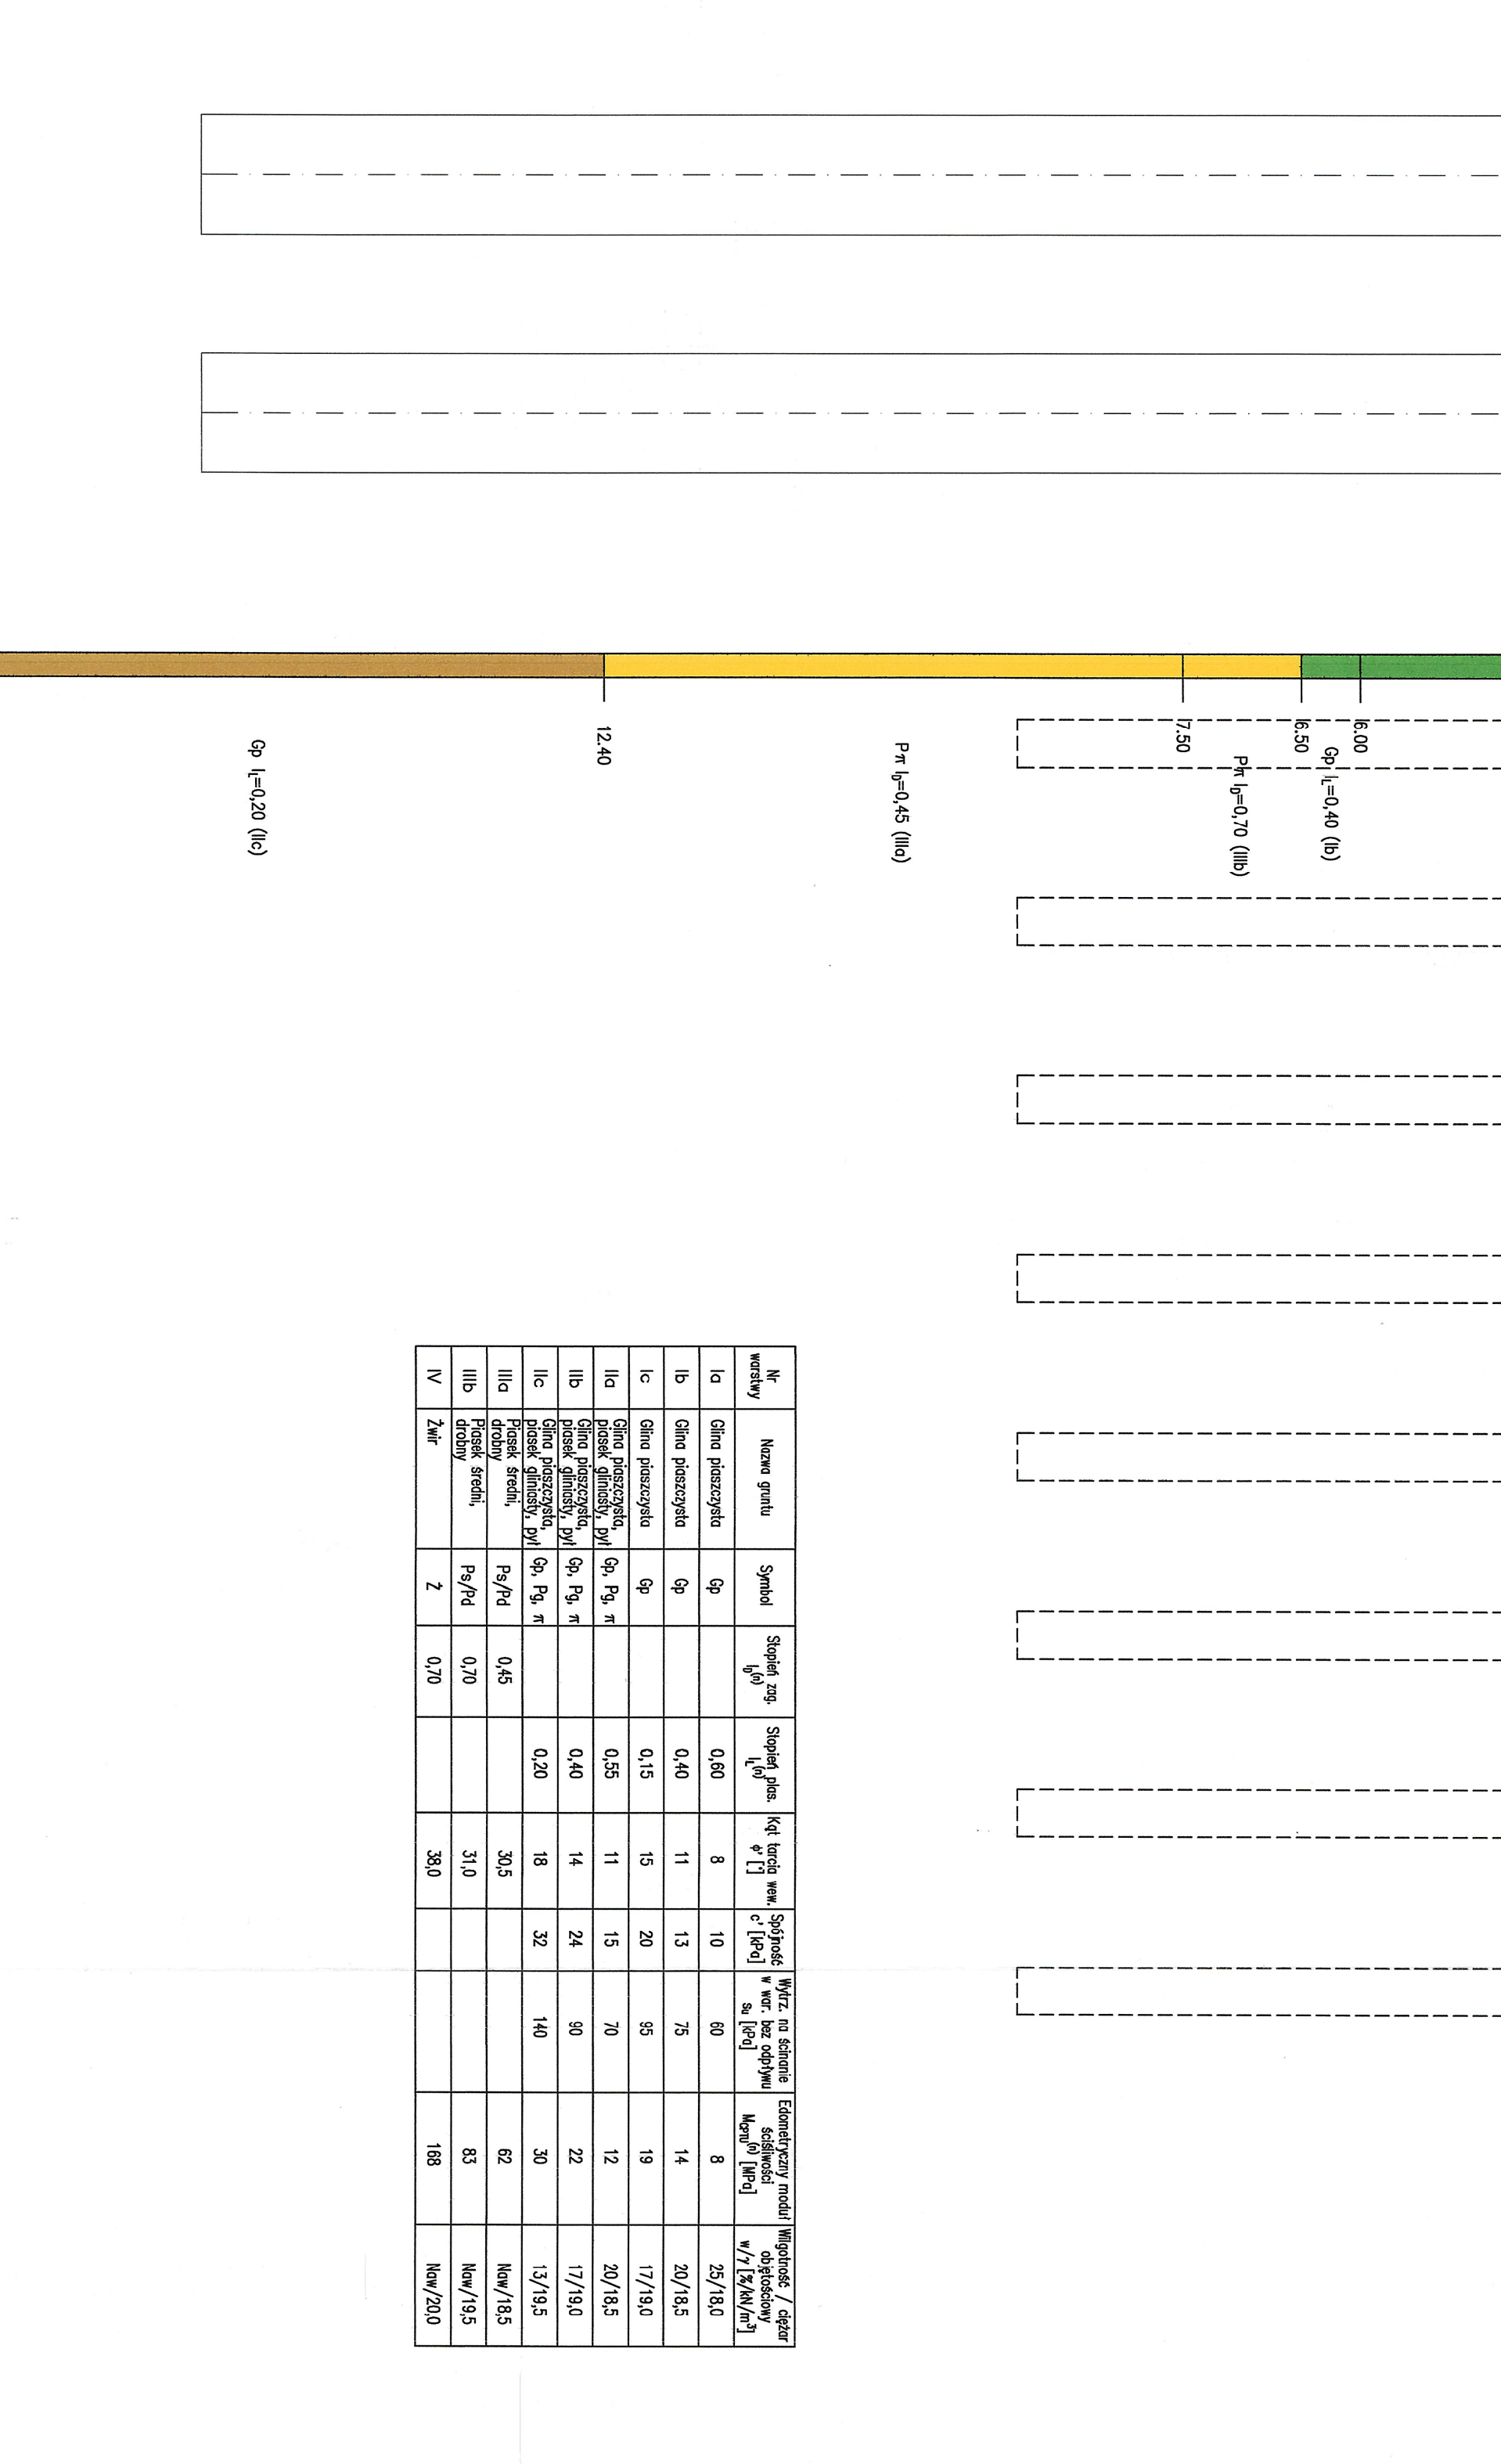 6.00
Gp I_L=0,40 (Ib)
6.50
Pπ I_D=0,70 (IIIb)
7.50
Pπ I_D=0,45 (IIIa)
12.40
Gp I_L=0,20 (IIc)
Nr warstwy | Nazwa gruntu | Symbol | Stopień zag. I_D^(n) | Stopień plas. I_L^(n) | Kąt tarcia wew. ϕ' [°] | Spójność c' [kPa] | Wytrz. na ścinanie w war. bez odpływu s_u [kPa] | Edometryczny moduł ściśliwości M_CPTU^(n) [MPa] | Wilgotność / ciężar objętościowy w/γ [%/kN/m³]
Ia | Glina piaszczysta | Gp | | 0,60 | 8 | 10 | 60 | 8 | 25/18,0
Ib | Glina piaszczysta | Gp | | 0,40 | 11 | 13 | 75 | 14 | 20/18,5
Ic | Glina piaszczysta | Gp | | 0,15 | 15 | 20 | 95 | 19 | 17/19,0
IIa | Glina piaszczysta, piasek gliniasty, pył | Gp, Pg, π | | 0,55 | 11 | 15 | 70 | 12 | 20/18,5
IIb | Glina piaszczysta, piasek gliniasty, pył | Gp, Pg, π | | 0,40 | 14 | 24 | 90 | 22 | 17/19,0
IIc | Glina piaszczysta, piasek gliniasty, pył | Gp, Pg, π | | 0,20 | 18 | 32 | 140 | 30 | 13/19,5
IIIa | Piasek średni, drobny | Ps/Pd | 0,45 | | 30,5 | | | 62 | Naw/18,5
IIIb | Piasek średni, drobny | Ps/Pd | 0,70 | | 31,0 | | | 83 | Naw/19,5
IV | Żwir | Ż | 0,70 | | 38,0 | | | 168 | Naw/20,0